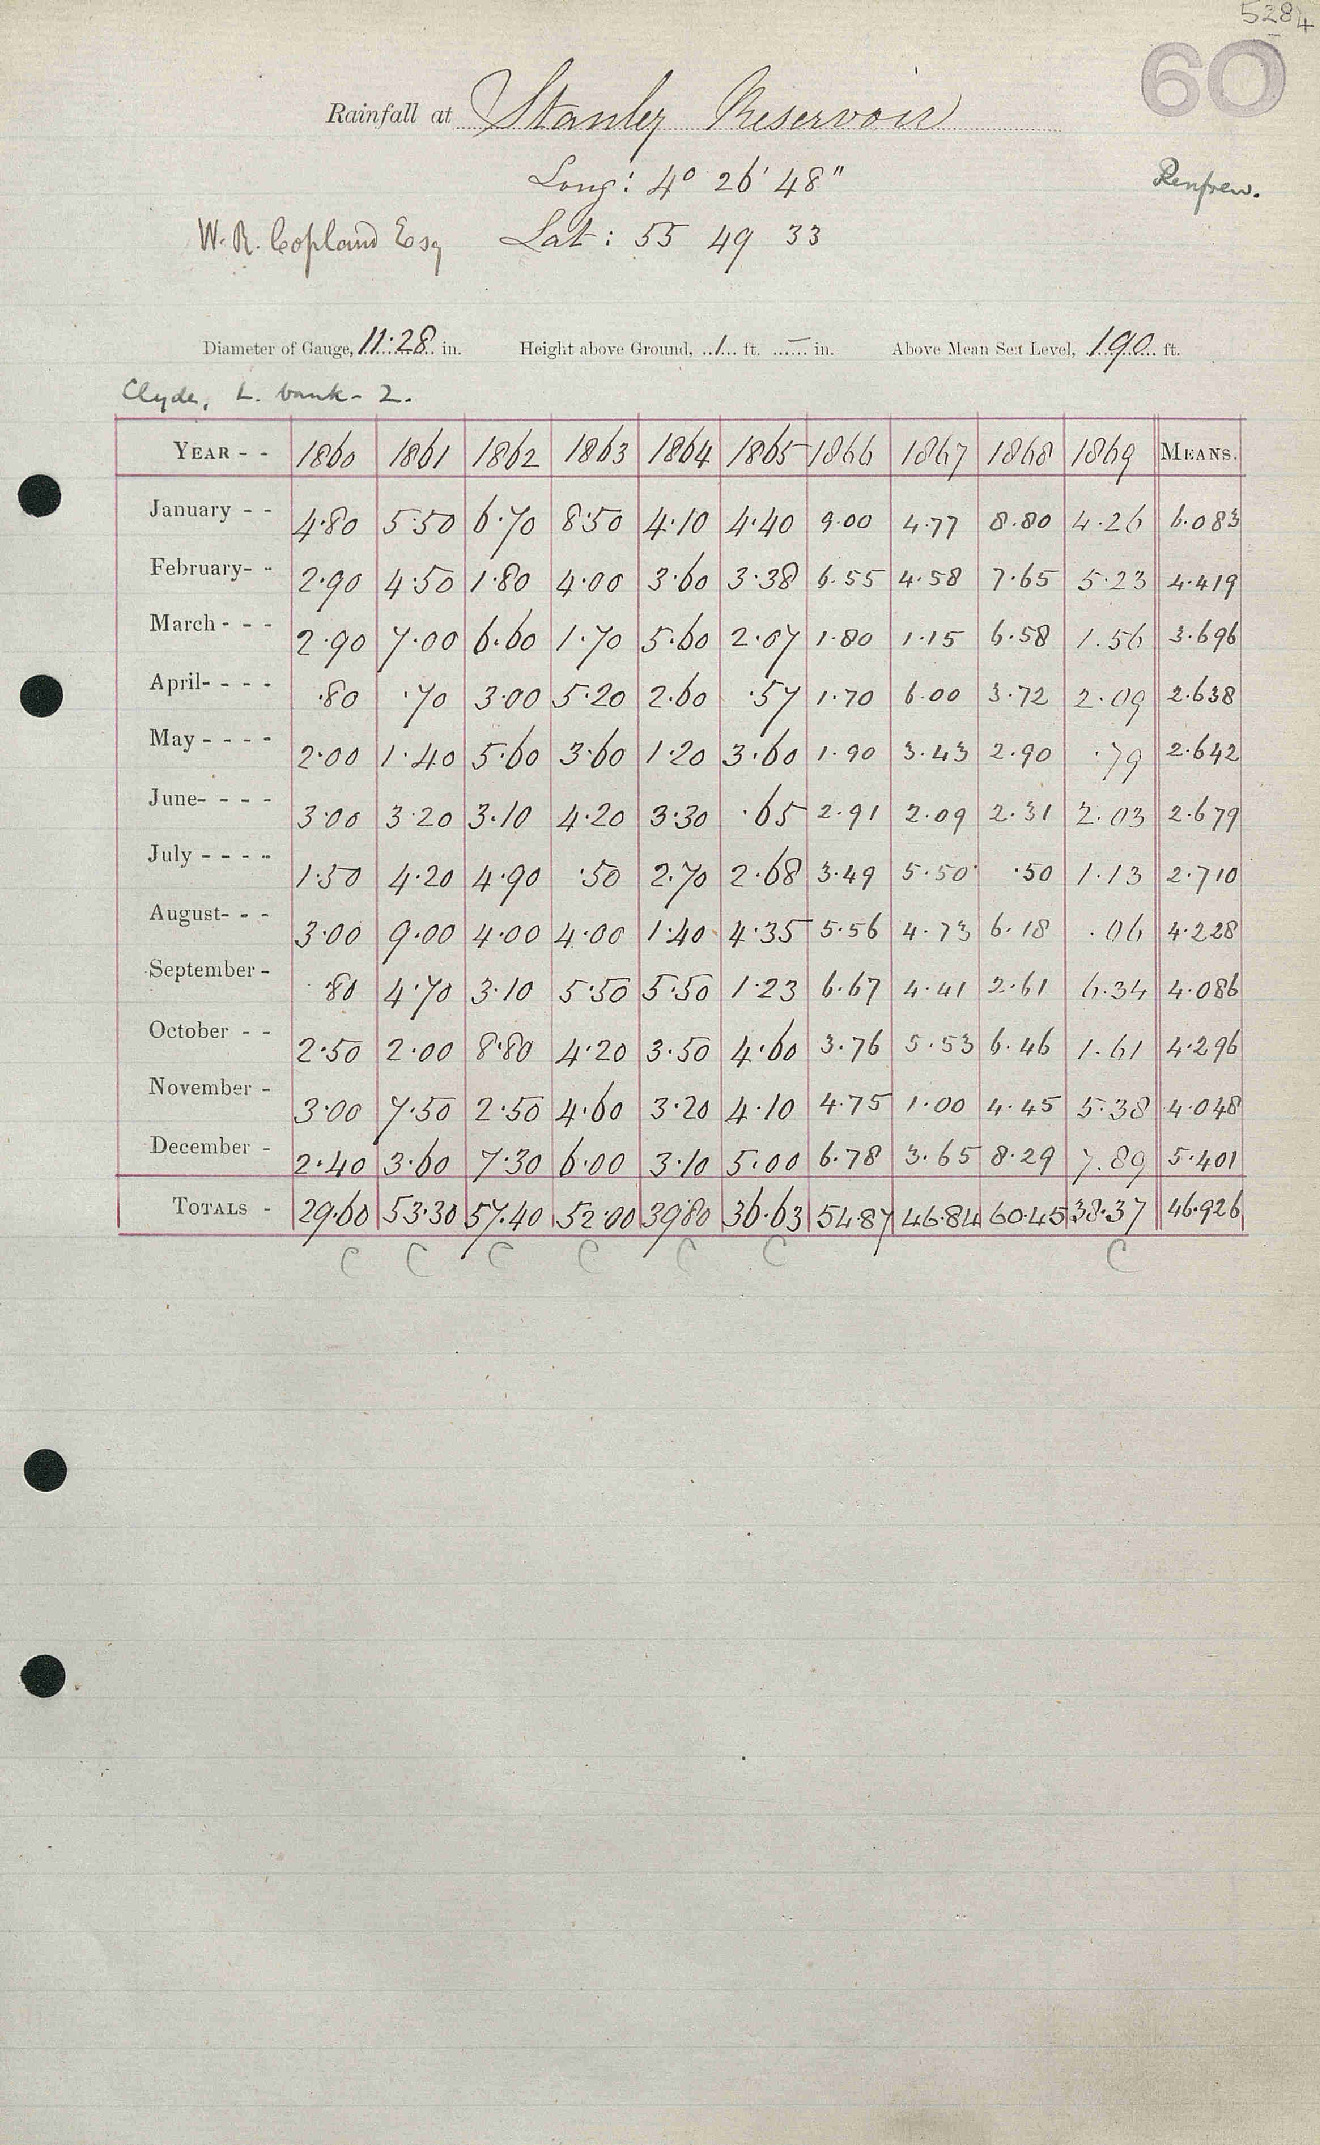 5284
60
Rainfall at Stanley Reservoir
Long: 4° 26' 48"
Renfrew.
W. R. Copland Esq Lat: 55 49 33
Diameter of Gauge, 11·28 in. Height above Ground, 1 ft. — in. Above Mean Sea Level, 190 ft.
Clyde, L. bank - 2.
YEAR - - 1860 1861 1862 1863 1864 1865 1866 1867 1868 1869 MEANS.
January - - 4·80 5·50 6·70 8·50 4·10 4·40 9·00 4·77 8·80 4·26 6·083
February- - 2·90 4·50 1·80 4·00 3·60 3·38 6·55 4·58 7·65 5·23 4·419
March - - - 2·90 7·00 6·60 1·70 5·60 2·07 1·80 1·15 6·58 1·56 3·696
April- - - - ·80 ·70 3·00 5·20 2·60 ·57 1·70 6·00 3·72 2·09 2·638
May - - - - 2·00 1·40 5·60 3·60 1·20 3·60 1·90 3·43 2·90 ·79 2·642
June- - - - 3·00 3·20 3·10 4·20 3·30 ·65 2·91 2·09 2·31 2·03 2·679
July - - - - 1·50 4·20 4·90 ·50 2·70 2·68 3·49 5·50 ·50 1·13 2·710
August- - - 3·00 9·00 4·00 4·00 1·40 4·35 5·56 4·73 6·18 ·06 4·228
September - ·80 4·70 3·10 5·50 5·50 1·23 6·67 4·41 2·61 6·34 4·086
October - - 2·50 2·00 8·80 4·20 3·50 4·60 3·76 5·53 6·46 1·61 4·296
November - 3·00 7·50 2·50 4·60 3·20 4·10 4·75 1·00 4·45 5·38 4·048
December - 2·40 3·60 7·30 6·00 3·10 5·00 6·78 3·65 8·29 7·89 5·401
TOTALS - 29·60 53·30 57·40 52·00 39·80 36·63 54·87 46·84 60·45 38·37 46·926
C C C C C C C